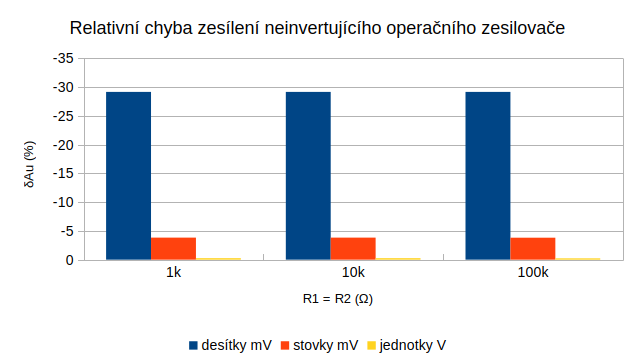 Relativní chyba zesílení neinvertujícího operačního zesilovače
-35
-30
-25
-20
-15
-10
-5
0
δAu (%)
1k
10k
100k
R1 = R2 (Ω)
desítky mV
stovky mV
jednotky V